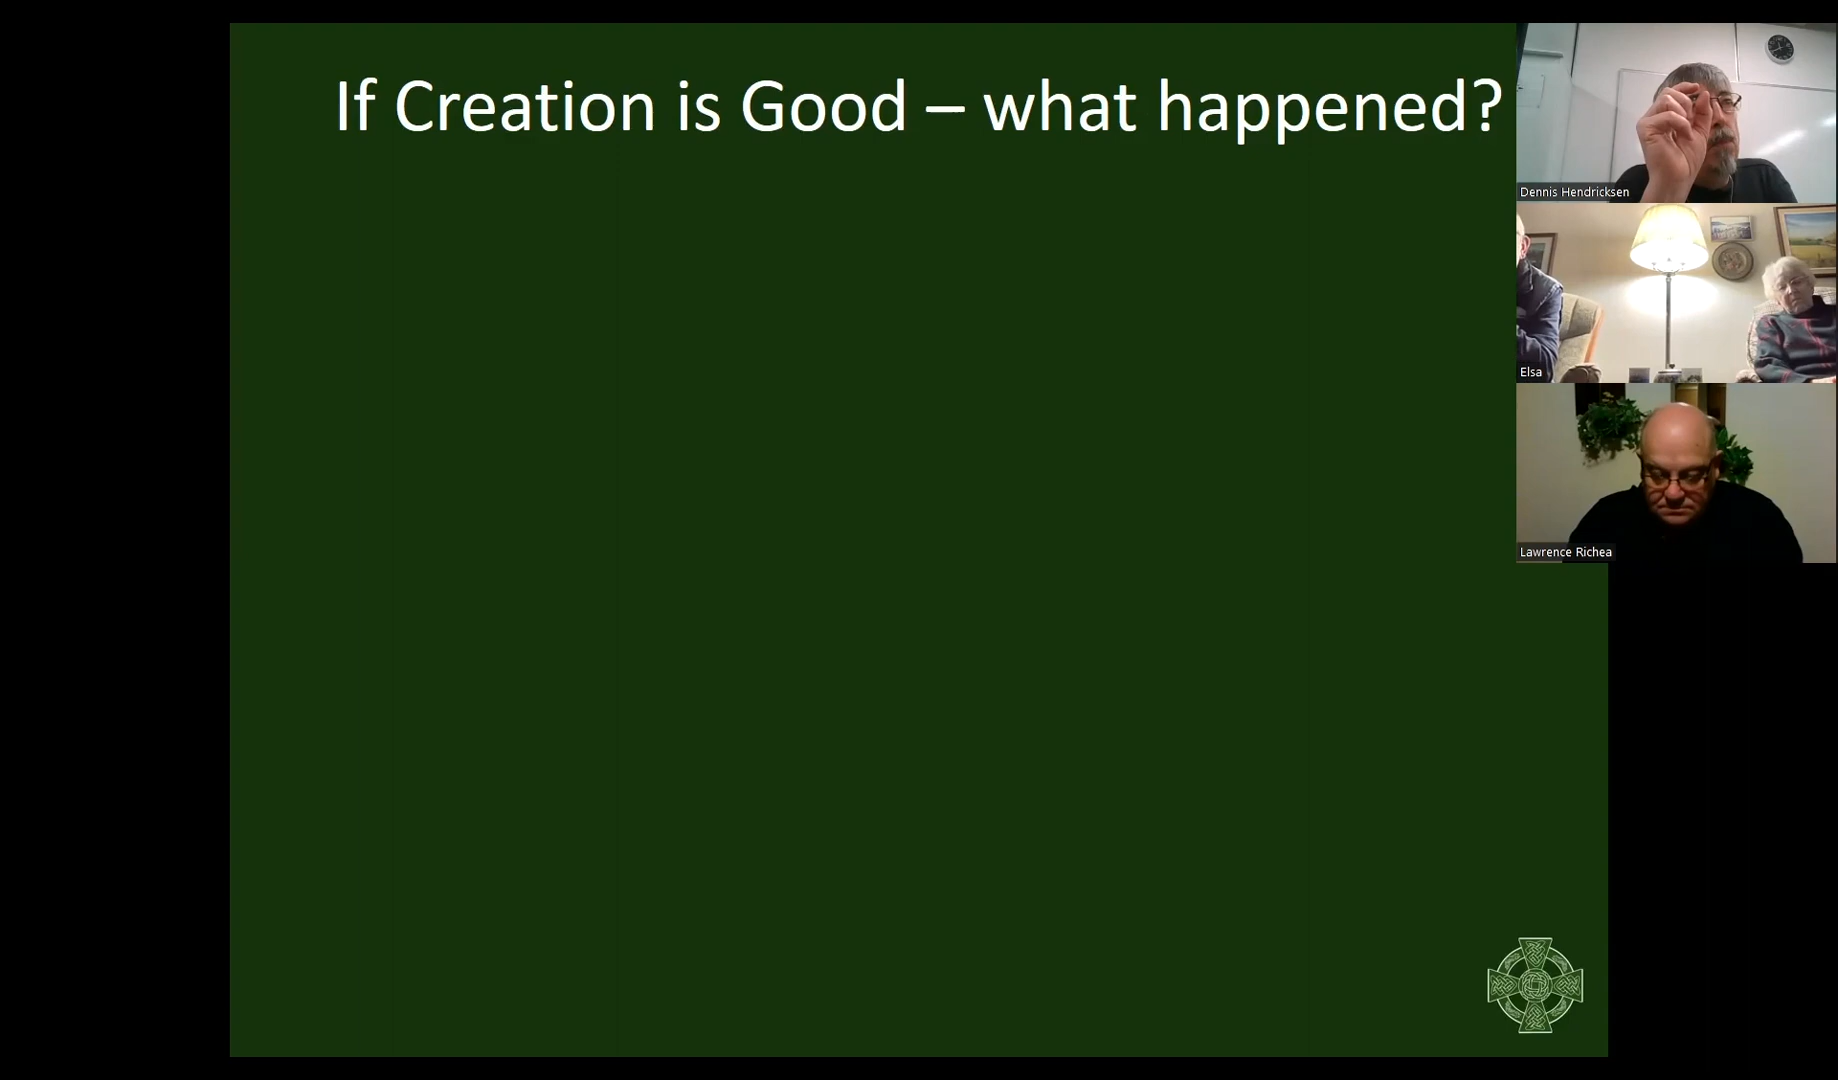 If Creation is Good – what happened?
Dennis Hendricksen
Elsa
Lawrence Richea